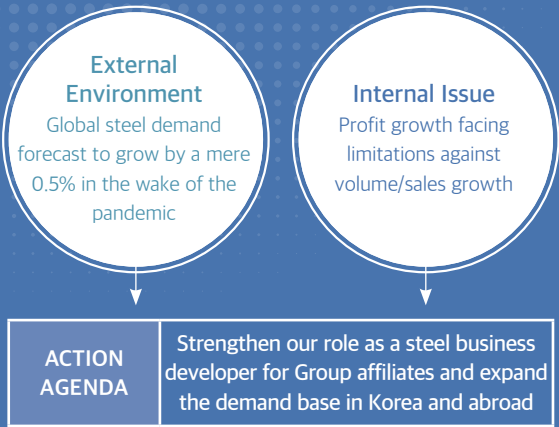 External
Environment
Global steel demand
forecast to grow by a mere
0.5% in the wake of the
pandemic
Internal Issue
Profit growth facing
limitations against
volume/sales growth
ACTION
AGENDA
Strengthen our role as a steel business
developer for Group affiliates and expand
the demand base in Korea and abroad